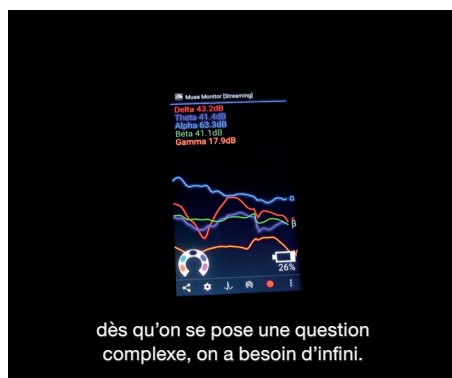 Muse Monitor [Streaming]
Delta 43.2dB
Theta 41.4dB
Alpha 63.3dB
Beta 41.1dB
Gamma 17.9dB
α
β
26%
dès qu'on se pose une question
complexe, on a besoin d'infini.